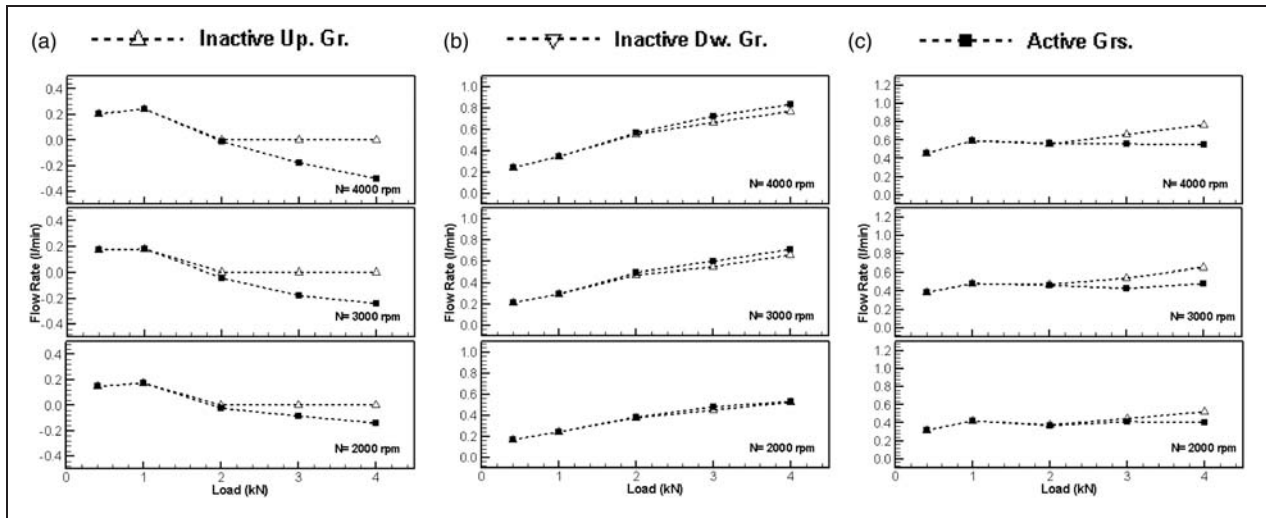 (a) Inactive Up. Gr.
(b) Inactive Dw. Gr.
(c) Active Grs.
Flow Rate (l/min)
0.4
0.2
0.0
-0.2
-0.4
N= 4000 rpm
0.4
0.2
0.0
-0.2
-0.4
N= 3000 rpm
0.4
0.2
0.0
-0.2
-0.4
N= 2000 rpm
0 1 2 3 4
Load (kN)
Flow Rate (l/min)
1.0
0.8
0.6
0.4
0.2
0.0
N= 4000 rpm
1.0
0.8
0.6
0.4
0.2
0.0
N= 3000 rpm
1.0
0.8
0.6
0.4
0.2
0.0
N= 2000 rpm
0 1 2 3 4
Load (kN)
Flow Rate (l/min)
1.2
1.0
0.8
0.6
0.4
0.2
0.0
N= 4000 rpm
1.2
1.0
0.8
0.6
0.4
0.2
0.0
N= 3000 rpm
1.2
1.0
0.8
0.6
0.4
0.2
0.0
N= 2000 rpm
0 1 2 3 4
Load (kN)